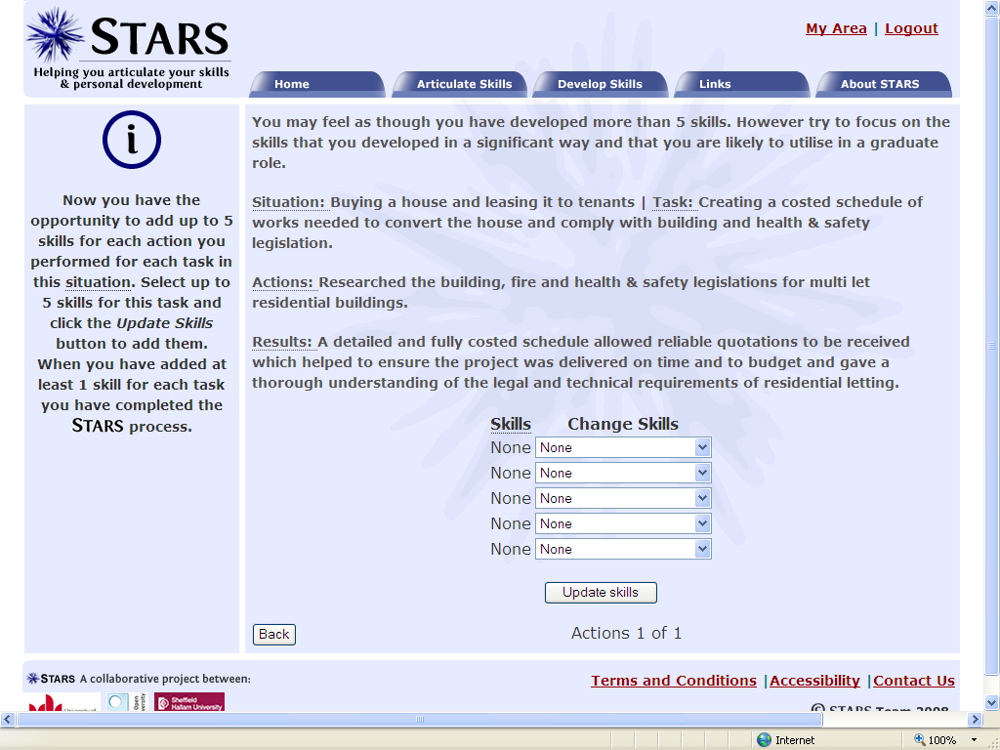 STARS
Helping you articulate your skills
& personal development
My Area | Logout
Home
Articulate Skills
Develop Skills
Links
About STARS
i
Now you have the
opportunity to add up to 5
skills for each action you
performed for each task in
this situation. Select up to
5 skills for this task and
click the Update Skills
button to add them.
When you have added at
least 1 skill for each task
you have completed the
STARS process.
You may feel as though you have developed more than 5 skills. However try to focus on the
skills that you developed in a significant way and that you are likely to utilise in a graduate
role.
Situation: Buying a house and leasing it to tenants | Task: Creating a costed schedule of
works needed to convert the house and comply with building and health & safety
legislation.
Actions: Researched the building, fire and health & safety legislations for multi let
residential buildings.
Results: A detailed and fully costed schedule allowed reliable quotations to be received
which helped to ensure the project was delivered on time and to budget and gave a
thorough understanding of the legal and technical requirements of residential letting.
Skills Change Skills
None None
None None
None None
None None
None None
Update skills
Back
Actions 1 of 1
STARS A collaborative project between:
Terms and Conditions | Accessibility | Contact Us
Sheffield
Hallam University
© STARS Team 2008
Internet
100%